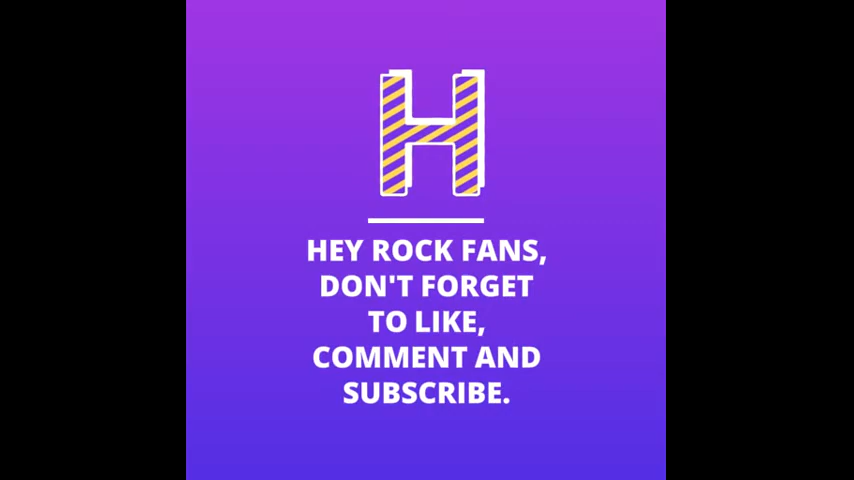 H
HEY ROCK FANS,
DON'T FORGET
TO LIKE,
COMMENT AND
SUBSCRIBE.